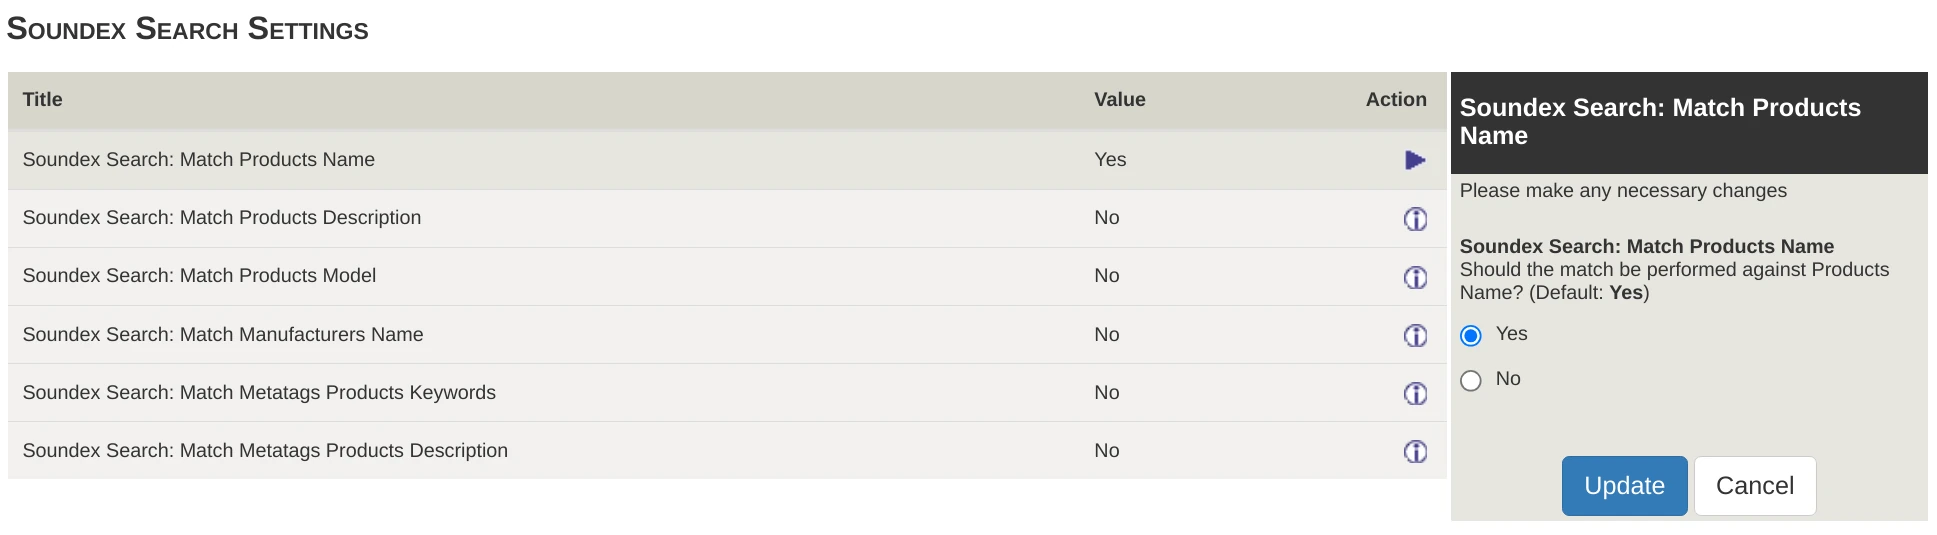 Soundex Search Settings
Title Value Action
Soundex Search: Match Products Name Yes
Soundex Search: Match Products Description No
Soundex Search: Match Products Model No
Soundex Search: Match Manufacturers Name No
Soundex Search: Match Metatags Products Keywords No
Soundex Search: Match Metatags Products Description No
Soundex Search: Match Products
Name
Please make any necessary changes
Soundex Search: Match Products Name
Should the match be performed against Products
Name? (Default: Yes)
Yes
No
Update Cancel